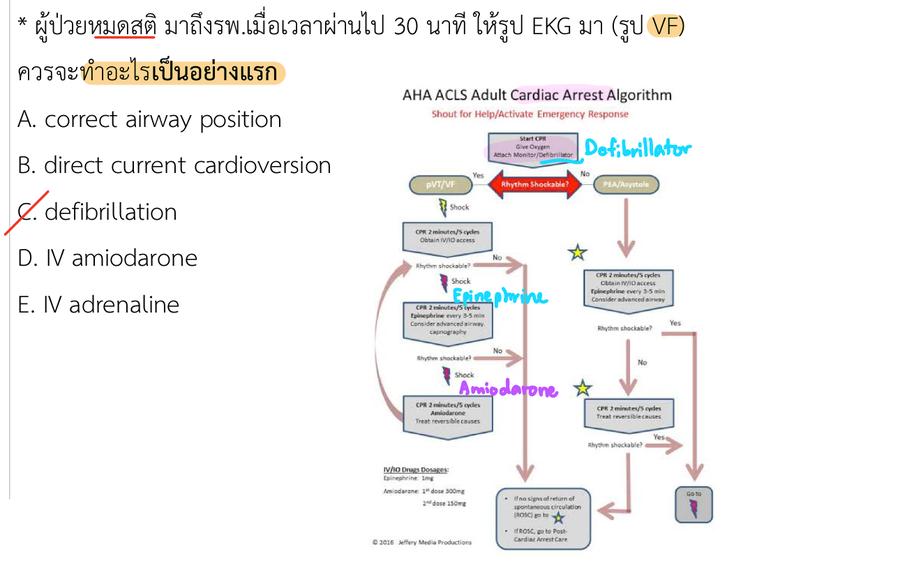 * ผู้ป่วยหมดสติ มาถึงรพ.เมื่อเวลาผ่านไป 30 นาที ให้รูป EKG มา (รูป VF)
ควรจะทำอะไรเป็นอย่างแรก
A. correct airway position
B. direct current cardioversion
C. defibrillation
D. IV amiodarone
E. IV adrenaline
AHA ACLS Adult Cardiac Arrest Algorithm
Shout for Help/Activate Emergency Response
Start CPR
Give Oxygen
Attach Monitor/Defibrillator
Defibrillator
pVT/VF
Yes
Rhythm Shockable?
No
PEA/Asystole
Shock
CPR 2 minutes/5 cycles
Obtain IV/IO access
Rhythm shockable?
No
Shock
Epinephrine
CPR 2 minutes/5 cycles
Epinephrine every 3-5 min
Consider advanced airway,
capnography
Rhythm shockable?
No
Shock
Amiodarone
CPR 2 minutes/5 cycles
Amiodarone
Treat reversible causes
CPR 2 minutes/5 cycles
Obtain IV/IO access
Epinephrine every 3-5 min
Consider advanced airway
Rhythm shockable?
Yes
No
CPR 2 minutes/5 cycles
Treat reversible causes
Rhythm shockable?
Yes
IV/IO Drugs Dosages:
Epinephrine: 1mg
Amiodarone: 1st dose 300mg
2nd dose 150mg
• If no signs of return of
spontaneous circulation
(ROSC) go to
• If ROSC, go to Post-
Cardiac Arrest Care
Go to
© 2016 Jeffery Media Productions